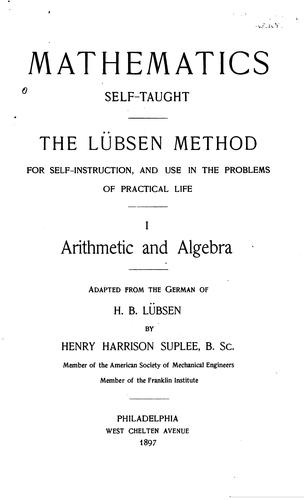 MATHEMATICS
SELF-TAUGHT
THE LÜBSEN METHOD
FOR SELF-INSTRUCTION, AND USE IN THE PROBLEMS
OF PRACTICAL LIFE
I
Arithmetic and Algebra
ADAPTED FROM THE GERMAN OF
H. B. LÜBSEN
BY
HENRY HARRISON SUPLEE, B. SC.
Member of the American Society of Mechanical Engineers
Member of the Franklin Institute
PHILADELPHIA
WEST CHELTEN AVENUE
1897